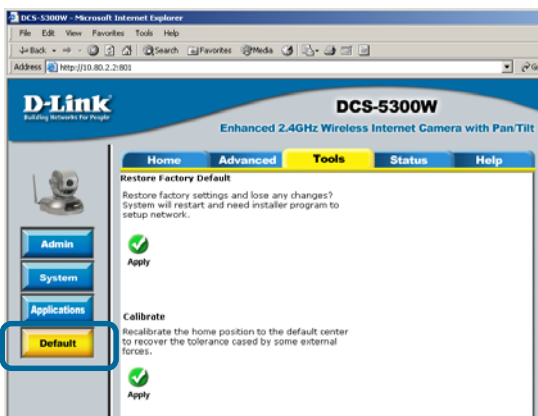 DCS-5300W - Microsoft Internet Explorer
File Edit View Favorites Tools Help
Back Search Favorites Media
Address http://10.80.2.2:801
D-Link
Building Networks for People
DCS-5300W
Enhanced 2.4GHz Wireless Internet Camera with Pan/Tilt
Home Advanced Tools Status Help
Restore Factory Default
Restore factory settings and lose any changes?
System will restart and need installer program to
setup network.
Apply
Admin
System
Applications
Default
Calibrate
Recalibrate the home position to the default center
to recover the tolerance cased by some external
forces.
Apply